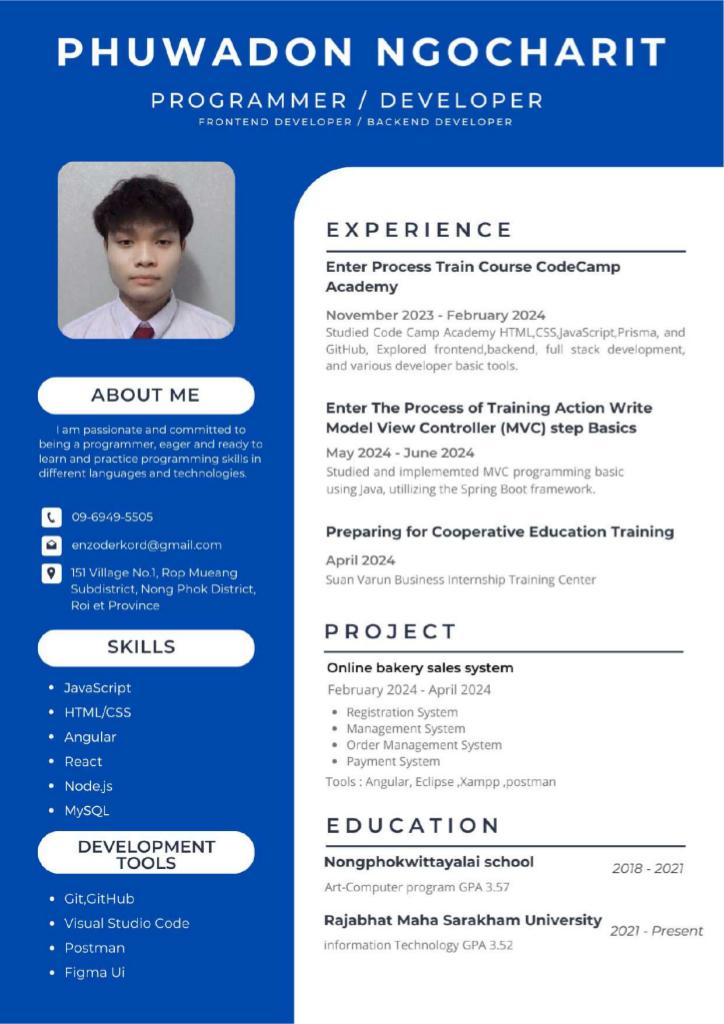 PHUWADON NGOCHARIT
PROGRAMMER / DEVELOPER
FRONTEND DEVELOPER / BACKEND DEVELOPER
ABOUT ME
I am passionate and committed to
being a programmer, eager and ready to
learn and practice programming skills in
different languages and technologies.
09-6949-5505
enzoderkord@gmail.com
151 Village No.1, Rop Mueang
Subdistrict, Nong Phok District,
Roi et Province
SKILLS
• JavaScript
• HTML/CSS
• Angular
• React
• Node.js
• MySQL
DEVELOPMENT
TOOLS
• Git,GitHub
• Visual Studio Code
• Postman
• Figma Ui
EXPERIENCE
Enter Process Train Course CodeCamp
Academy
November 2023 - February 2024
Studied Code Camp Academy HTML,CSS,JavaScript,Prisma, and
GitHub, Explored frontend,backend, full stack development,
and various developer basic tools.
Enter The Process of Training Action Write
Model View Controller (MVC) step Basics
May 2024 - June 2024
Studied and implememted MVC programming basic
using Java, utillizing the Spring Boot framework.
Preparing for Cooperative Education Training
April 2024
Suan Varun Business Internship Training Center
PROJECT
Online bakery sales system
February 2024 - April 2024
• Registration System
• Management System
• Order Management System
• Payment System
Tools : Angular, Eclipse ,Xampp ,postman
EDUCATION
Nongphokwittayalai school
2018 - 2021
Art-Computer program GPA 3.57
Rajabhat Maha Sarakham University
2021 - Present
information Technology GPA 3.52